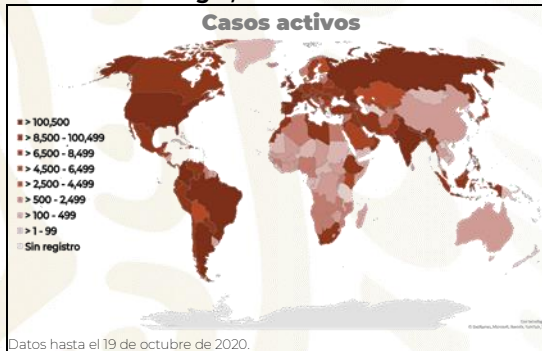 Casos activos
> 100,500
> 8,500 - 100,499
> 6,500 - 8,499
> 4,500 - 6,499
> 2,500 - 4,499
> 500 - 2,499
> 100 - 499
> 1 - 99
Sin registro
Datos hasta el 19 de octubre de 2020.